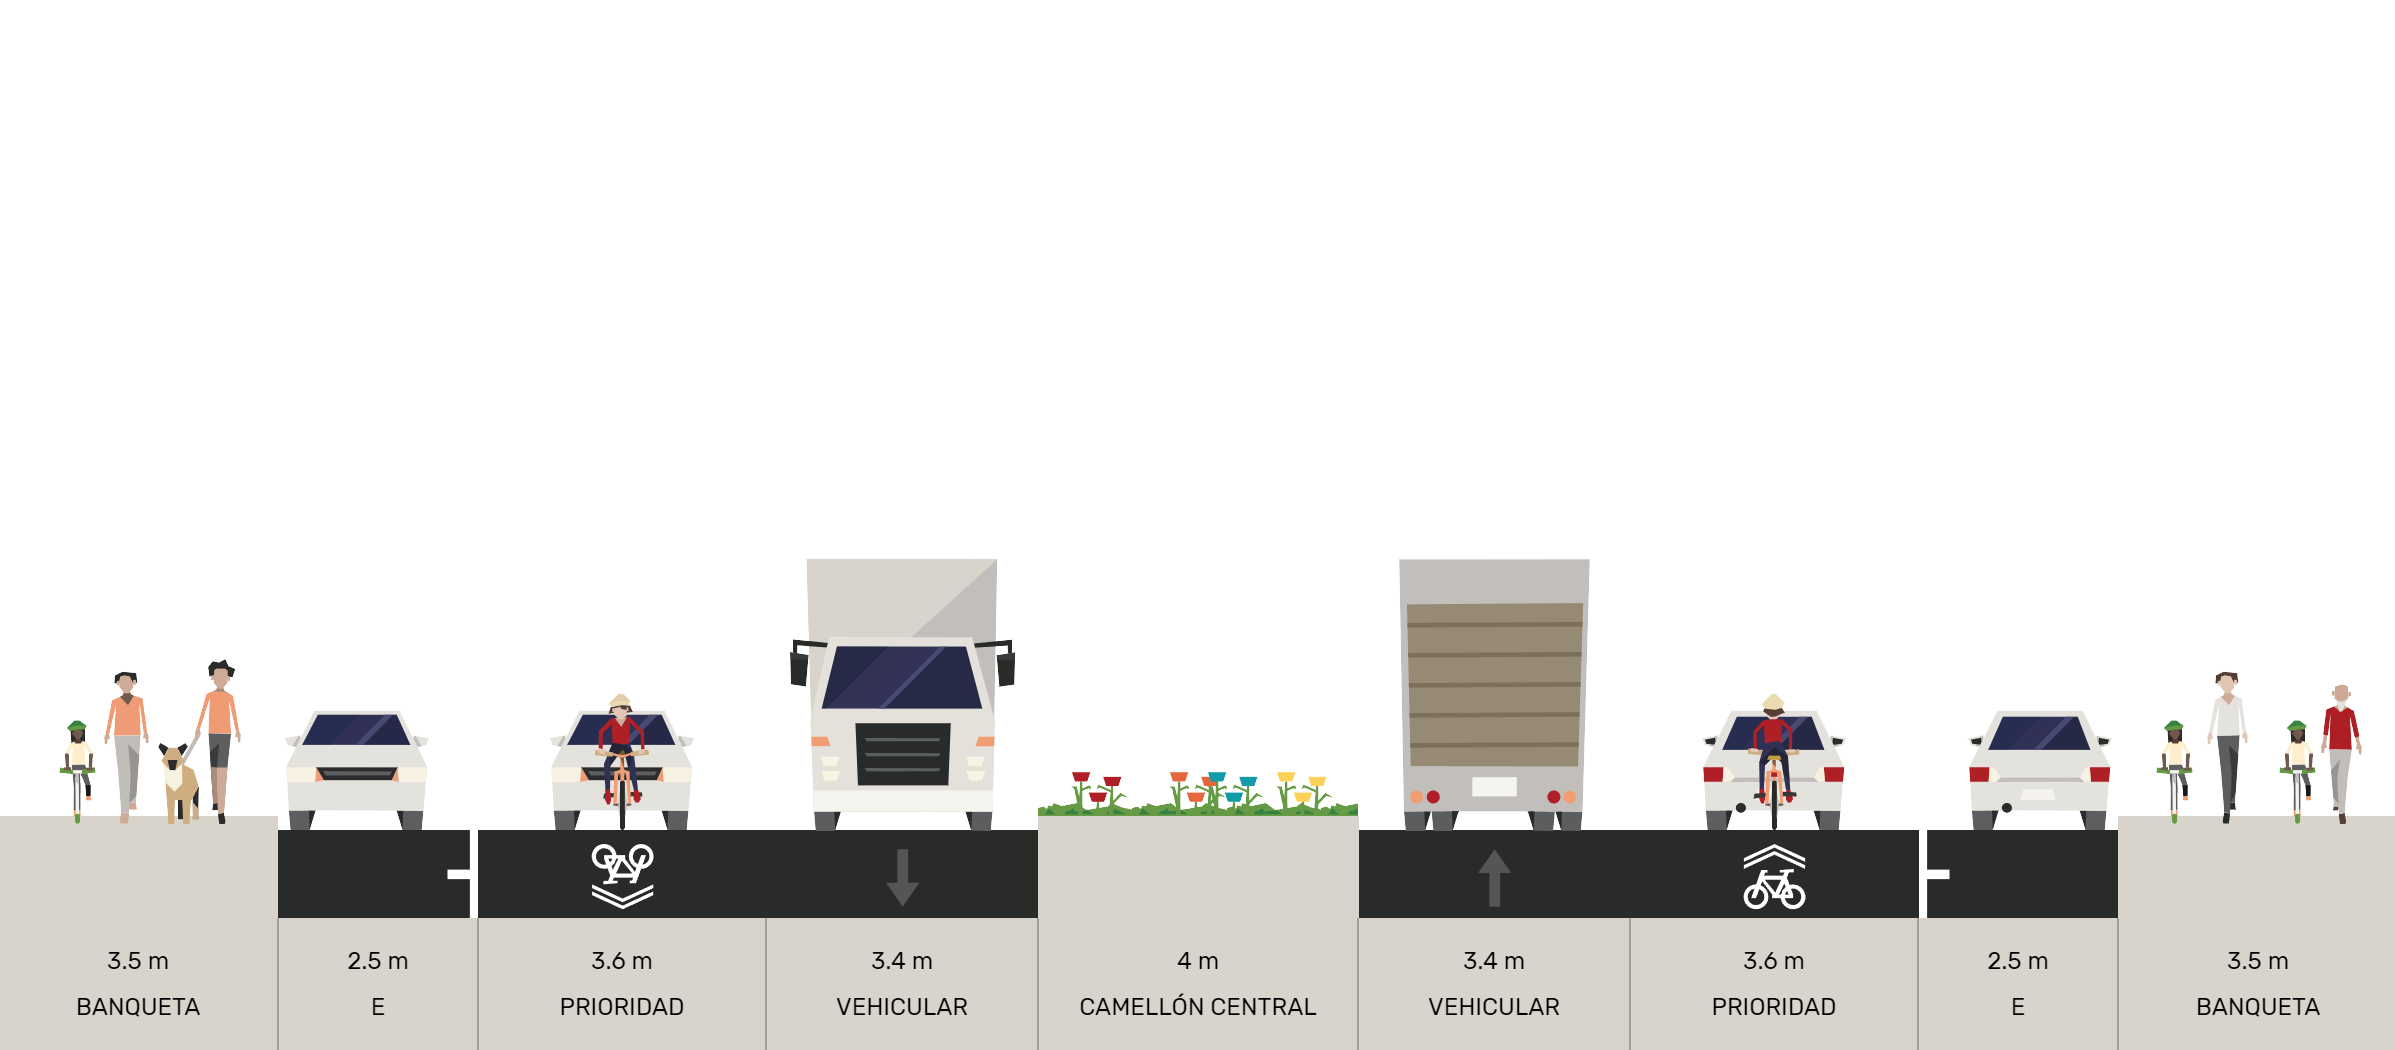 3.5 m
BANQUETA
2.5 m
E
3.6 m
PRIORIDAD
3.4 m
VEHICULAR
4 m
CAMELLÓN CENTRAL
3.4 m
VEHICULAR
3.6 m
PRIORIDAD
2.5 m
E
3.5 m
BANQUETA